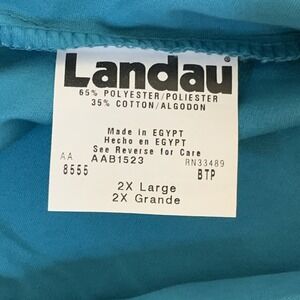 Landau®
65% POLYESTER/POLIESTER
35% COTTON/ALGODON
Made in EGYPT
Hecho en EGYPT
See Reverse for Care
AA AAB1523 RN33489
8555 BTP
2X Large
2X Grande